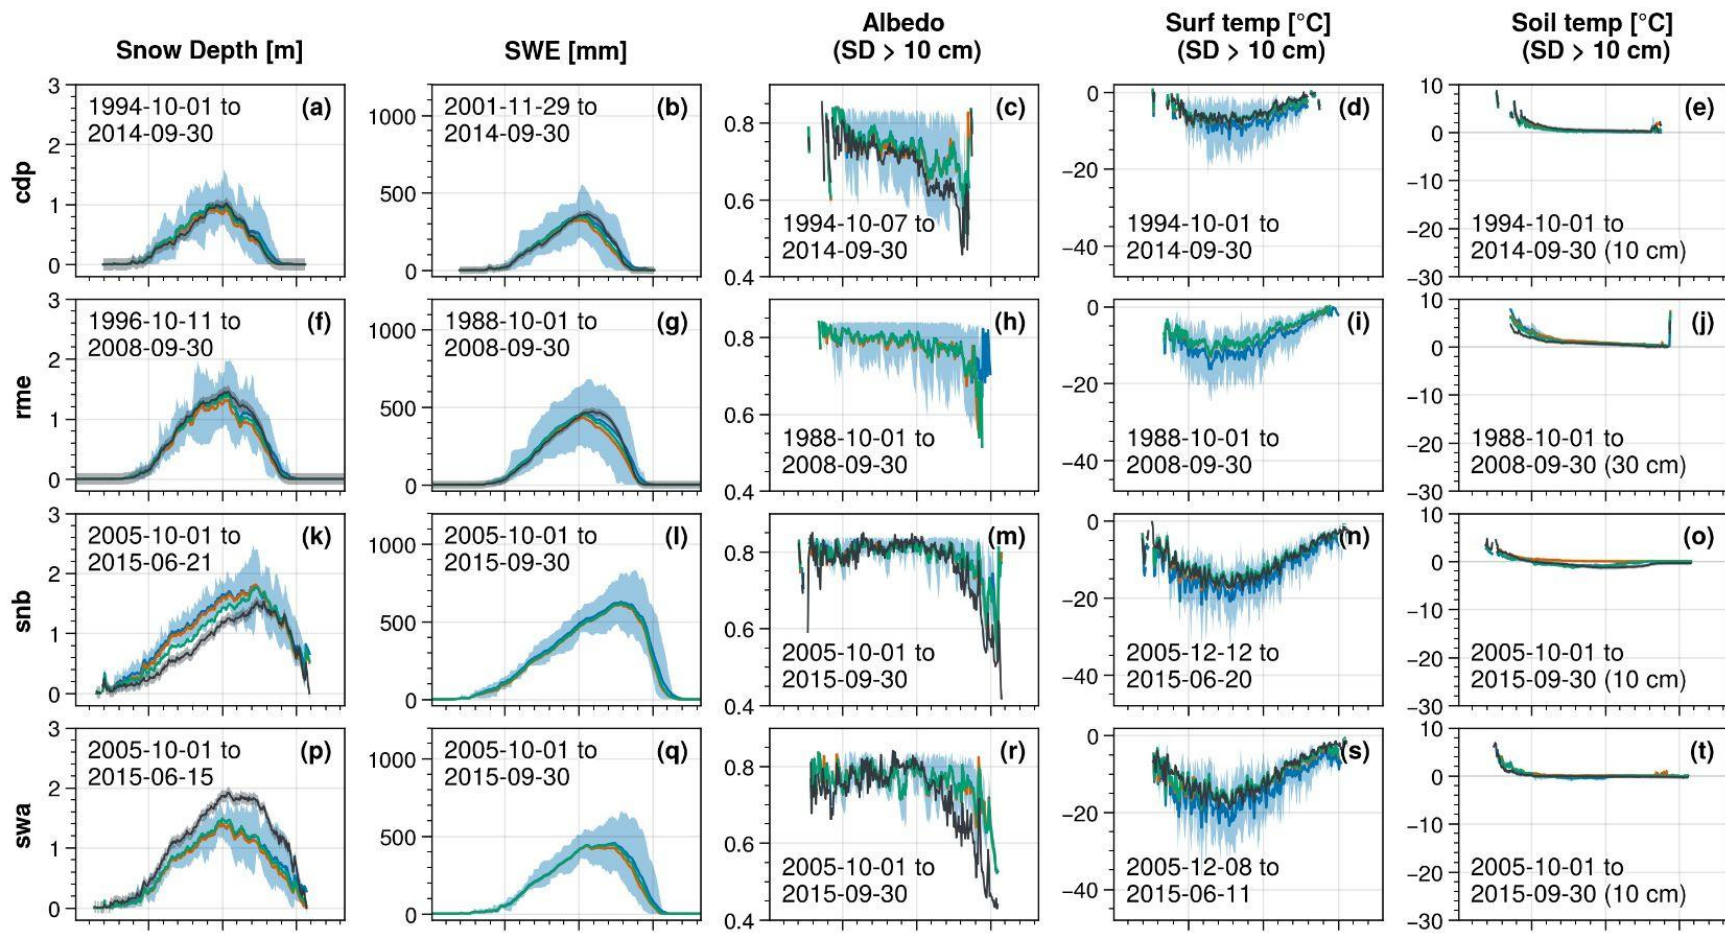 Snow Depth [m]
SWE [mm]
Albedo
(SD > 10 cm)
Surf temp [°C]
(SD > 10 cm)
Soil temp [°C]
(SD > 10 cm)
cdp
3
2
1
0
1994-10-01 to
2014-09-30
(a)
1000
500
0
2001-11-29 to
2014-09-30
(b)
0.8
0.6
0.4
(c)
1994-10-07 to
2014-09-30
0
−20
−40
(d)
1994-10-01 to
2014-09-30
10
0
−10
−20
−30
(e)
1994-10-01 to
2014-09-30 (10 cm)
rme
3
2
1
0
1996-10-11 to
2008-09-30
(f)
1000
500
0
1988-10-01 to
2008-09-30
(g)
0.8
0.6
0.4
(h)
1988-10-01 to
2008-09-30
0
−20
−40
(i)
1988-10-01 to
2008-09-30
10
0
−10
−20
−30
(j)
1988-10-01 to
2008-09-30 (30 cm)
snb
3
2
1
0
2005-10-01 to
2015-06-21
(k)
1000
500
0
2005-10-01 to
2015-09-30
(l)
0.8
0.6
0.4
(m)
2005-10-01 to
2015-09-30
0
−20
−40
(n)
2005-12-12 to
2015-06-20
10
0
−10
−20
−30
(o)
2005-10-01 to
2015-09-30 (10 cm)
swa
3
2
1
0
2005-10-01 to
2015-06-15
(p)
1000
500
0
2005-10-01 to
2015-09-30
(q)
0.8
0.6
0.4
(r)
2005-10-01 to
2015-09-30
0
−20
−40
(s)
2005-12-08 to
2015-06-11
10
0
−10
−20
−30
(t)
2005-10-01 to
2015-09-30 (10 cm)